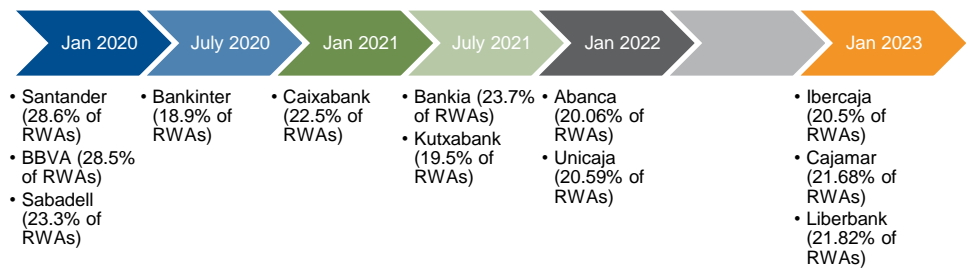 Jan 2020
July 2020
Jan 2021
July 2021
Jan 2022
Jan 2023
• Santander
(28.6% of
RWAs)
• BBVA (28.5%
of RWAs)
• Sabadell
(23.3% of
RWAs)
• Bankinter
(18.9% of
RWAs)
• Caixabank
(22.5% of
RWAs)
• Bankia (23.7%
of RWAs)
• Kutxabank
(19.5% of
RWAs)
• Abanca
(20.06% of
RWAs)
• Unicaja
(20.59% of
RWAs)
• Ibercaja
(20.5% of
RWAs)
• Cajamar
(21.68% of
RWAs)
• Liberbank
(21.82% of
RWAs)